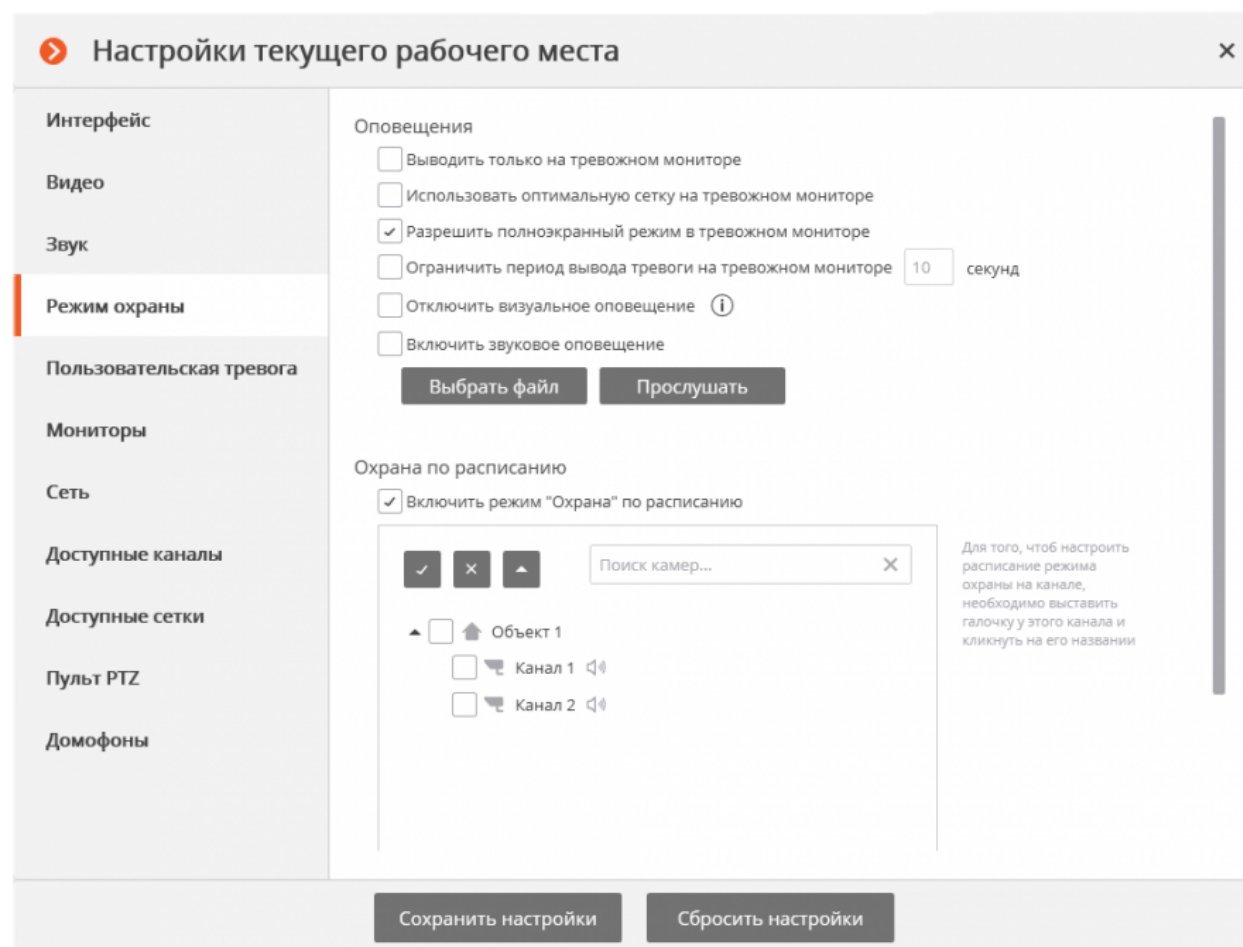 Настройки текущего рабочего места
Интерфейс
Видео
Звук
Режим охраны
Пользовательская тревога
Мониторы
Сеть
Доступные каналы
Доступные сетки
Пульт PTZ
Домофоны
Оповещения
Выводить только на тревожном мониторе
Использовать оптимальную сетку на тревожном мониторе
Разрешить полноэкранный режим в тревожном мониторе
Ограничить период вывода тревоги на тревожном мониторе 10 секунд
Отключить визуальное оповещение
Включить звуковое оповещение
Выбрать файл Прослушать
Охрана по расписанию
Включить режим "Охрана" по расписанию
Поиск камер...
Объект 1
Канал 1
Канал 2
Для того, чтоб настроить
расписание режима
охраны на канале,
необходимо выставить
галочку у этого канала и
кликнуть на его названии
Сохранить настройки Сбросить настройки